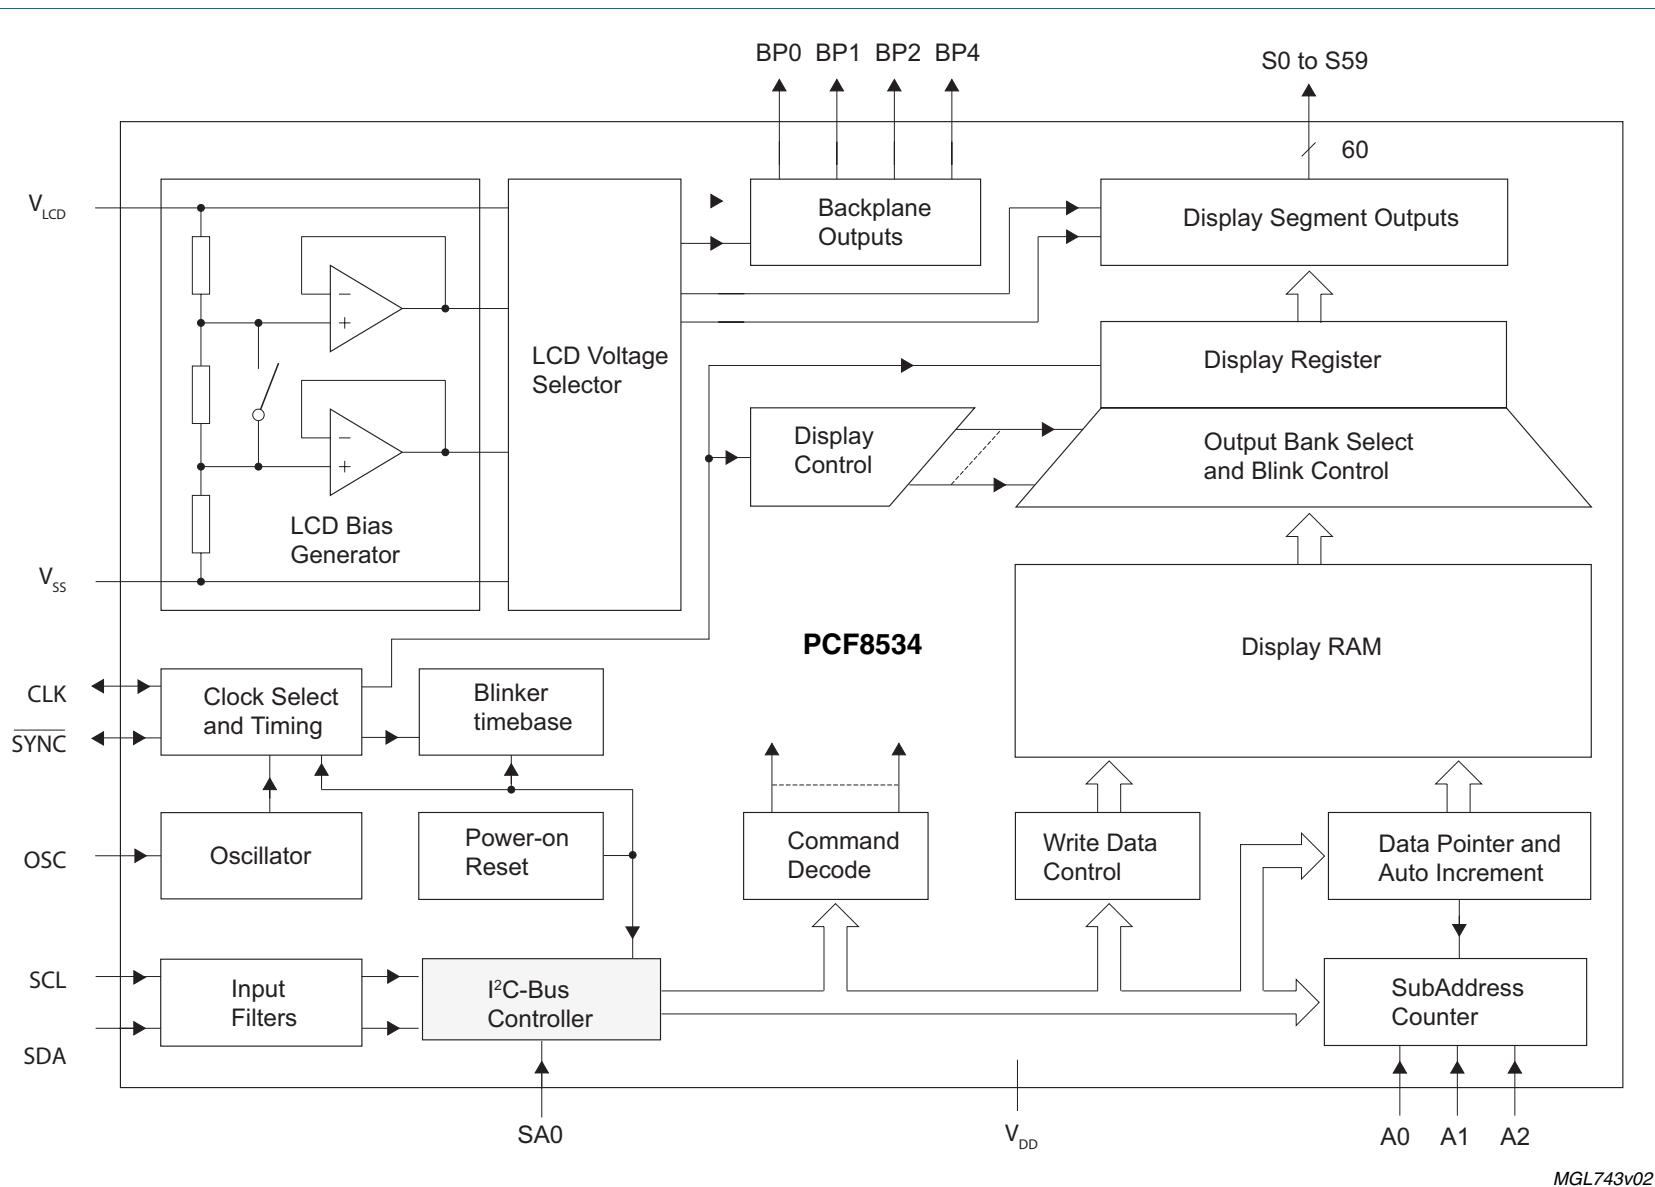 BP0 BP1 BP2 BP4
S0 to S59
60
VLCD
Backplane
Outputs
Display Segment Outputs
−
+
LCD Voltage
Selector
Display Register
−
+
Display
Control
Output Bank Select
and Blink Control
LCD Bias
Generator
VSS
PCF8534
Display RAM
CLK
SYNC
Clock Select
and Timing
Blinker
timebase
OSC
Oscillator
Power-on
Reset
Command
Decode
Write Data
Control
Data Pointer and
Auto Increment
SCL
SDA
Input
Filters
I²C-Bus
Controller
SubAddress
Counter
SA0
VDD
A0 A1 A2
MGL743v02